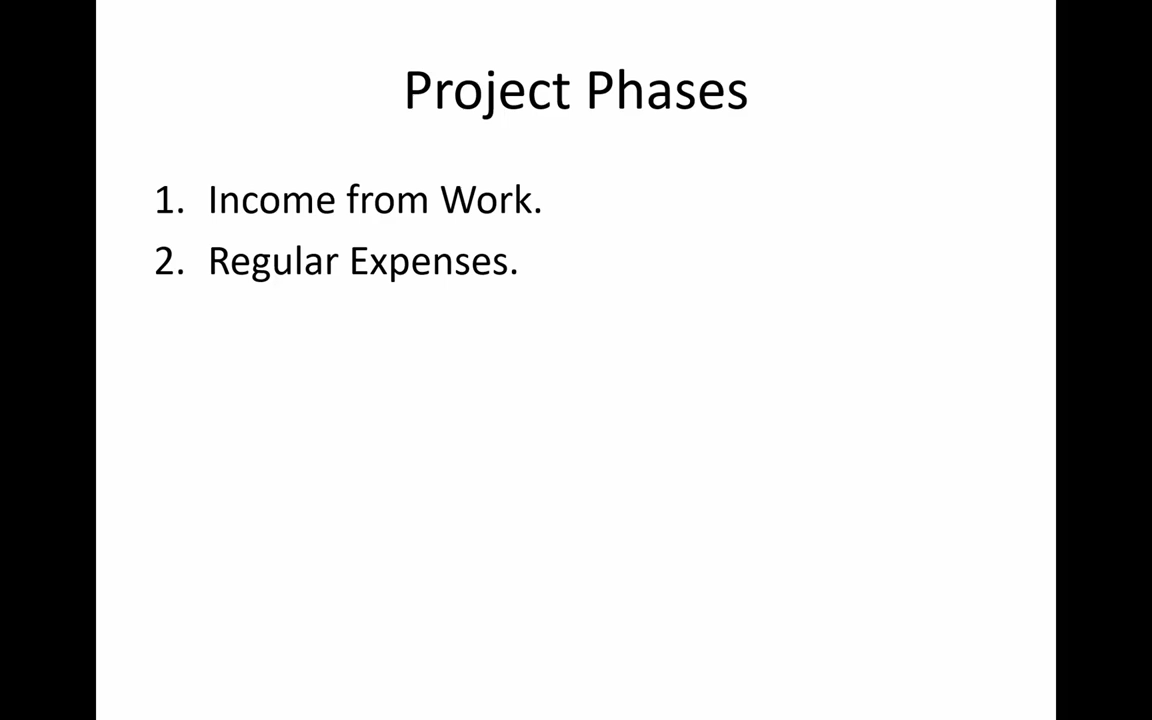 Project Phases
1. Income from Work.
2. Regular Expenses.